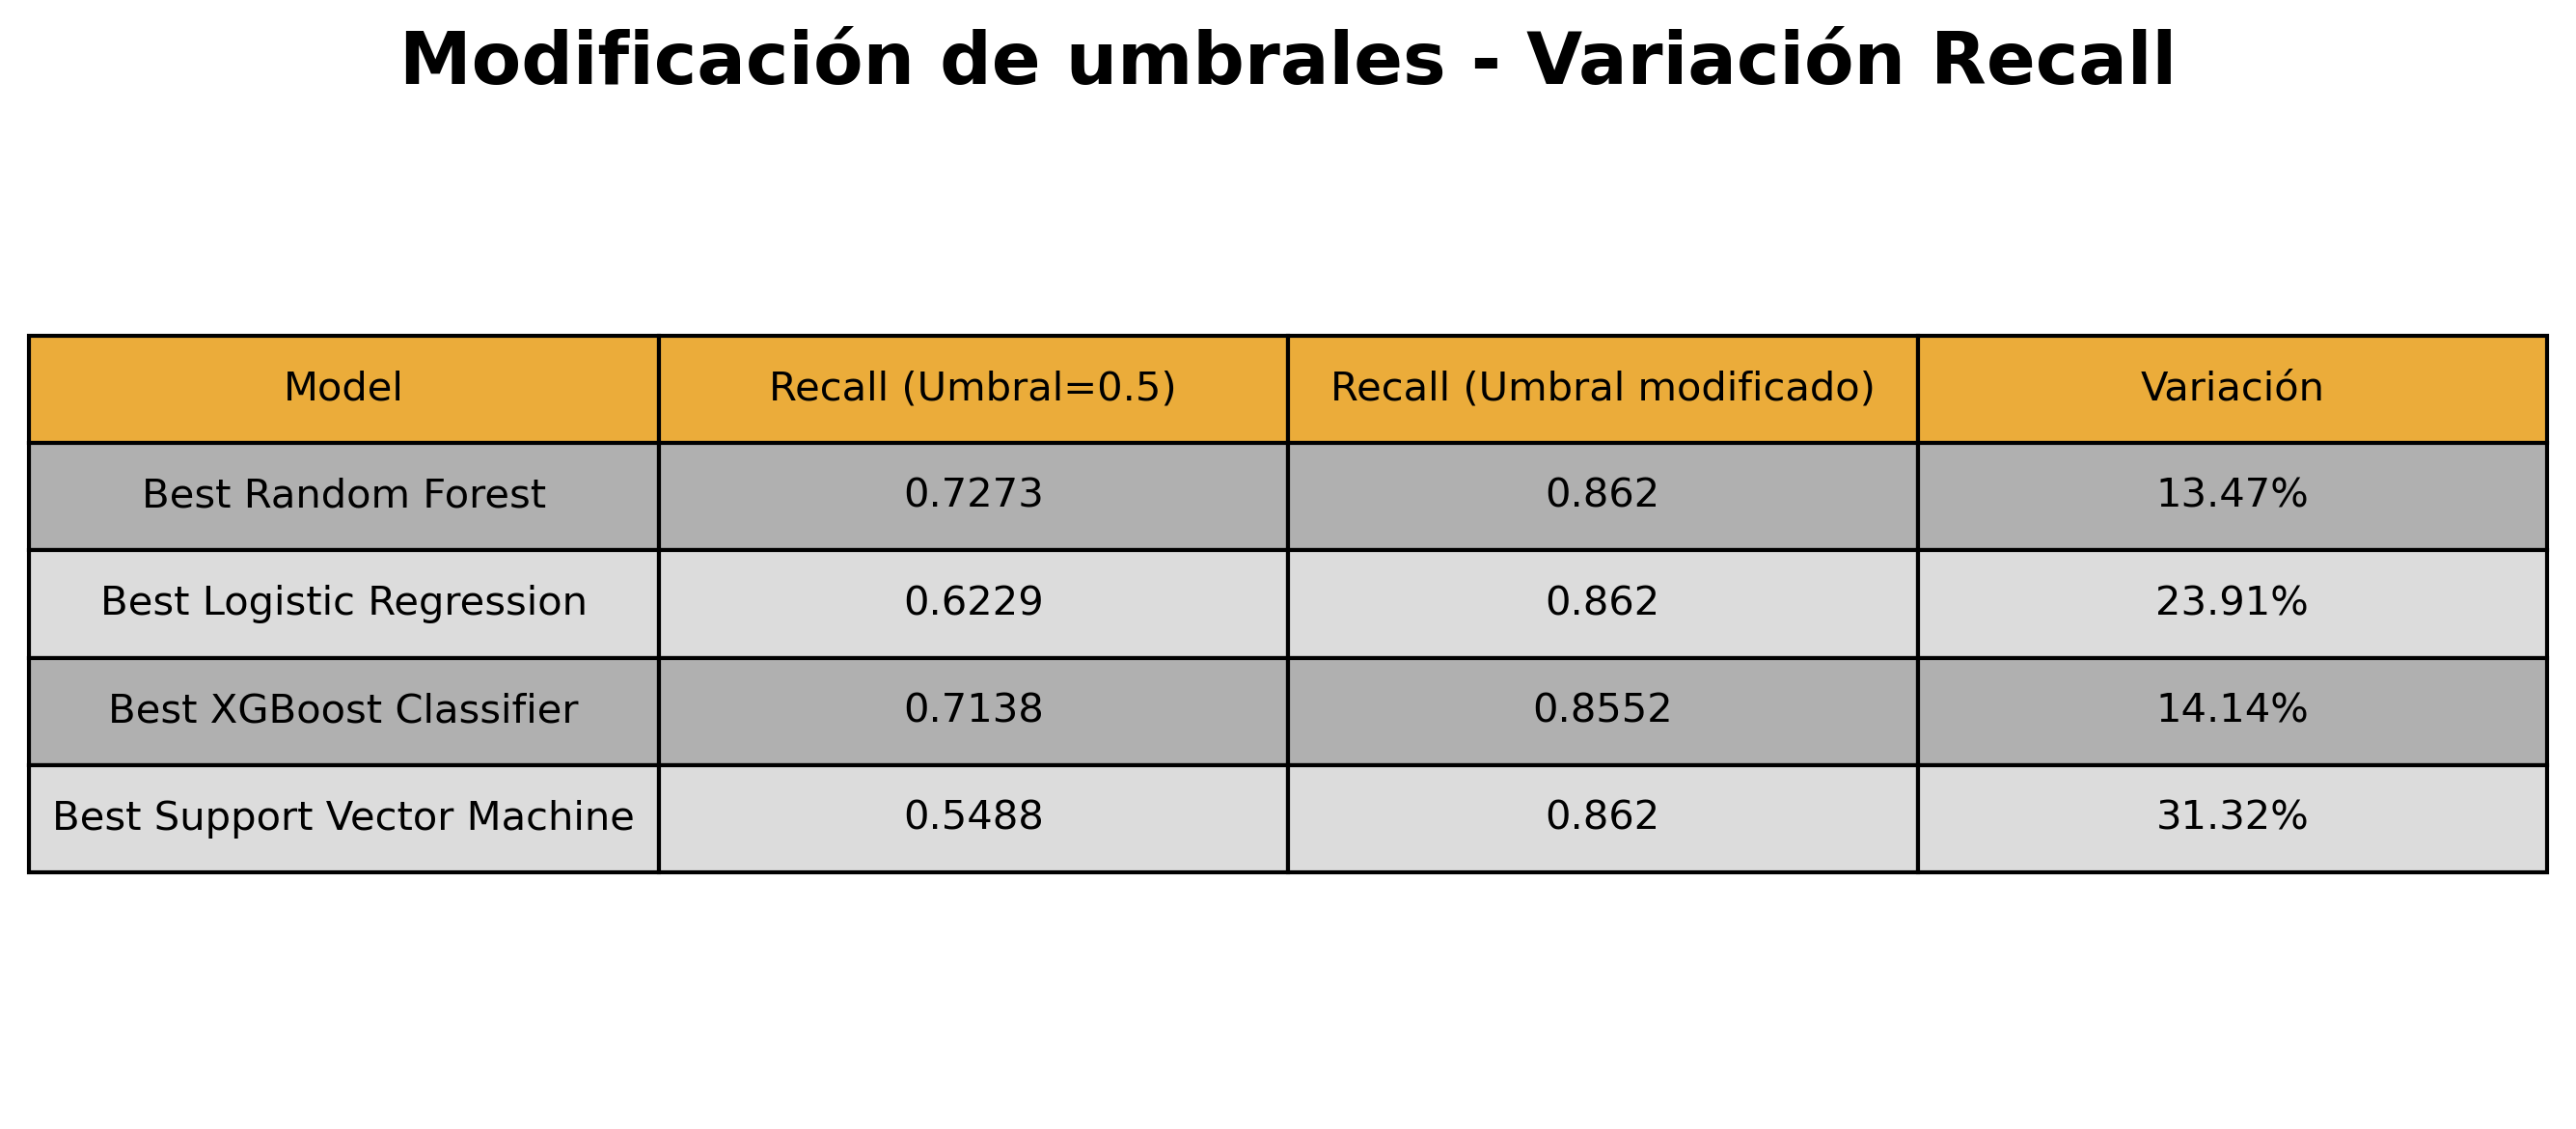 Modificación de umbrales - Variación Recall
Model Recall (Umbral=0.5) Recall (Umbral modificado) Variación
Best Random Forest 0.7273 0.862 13.47%
Best Logistic Regression 0.6229 0.862 23.91%
Best XGBoost Classifier 0.7138 0.8552 14.14%
Best Support Vector Machine 0.5488 0.862 31.32%